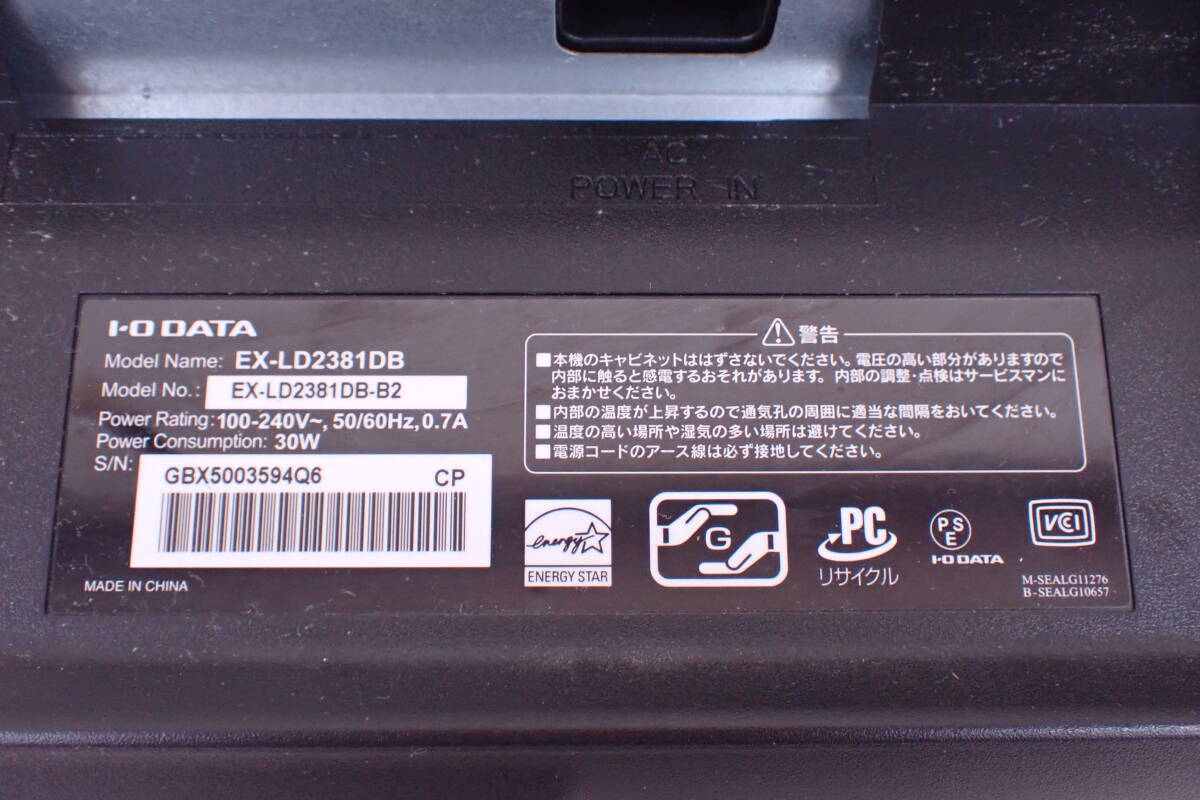 AC
POWER IN
I-O DATA
Model Name: EX-LD2381DB
Model No.: EX-LD2381DB-B2
Power Rating: 100-240V~, 50/60Hz, 0.7A
Power Consumption: 30W
S/N:
GBX5003594Q6 CP
MADE IN CHINA
警告
■本機のキャビネットははずさないでください。電圧の高い部分がありますので
内部に触ると感電するおそれがあります。内部の調整・点検はサービスマンに
おまかせください。
■内部の温度が上昇するので通気孔の周囲に適当な間隔をおいてください。
■温度の高い場所や湿気の多い場所は避けてください。
■電源コードのアース線は必ず接地してください。
energy
ENERGY STAR
G
PC
リサイクル
PSE
I-O DATA
VCI
M-SEALG11276
B-SEALG10657